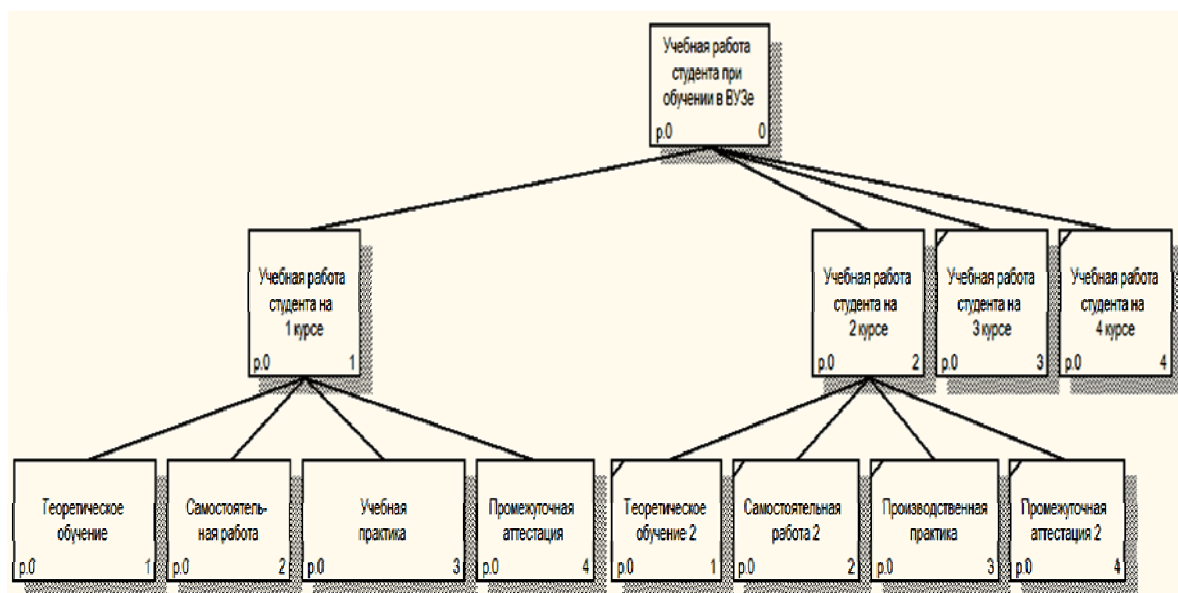 Учебная работа
студента при
обучении в ВУЗе
р.0 0
Учебная работа
студента на
1 курсе
р.0 1
Учебная работа
студента на
2 курсе
р.0 2
Учебная работа
студента на
3 курсе
р.0 3
Учебная работа
студента на
4 курсе
р.0 4
Теоретическое
обучение
р.0 1
Самостоятель-
ная работа
р.0 2
Учебная
практика
р.0 3
Промежуточная
аттестация
р.0 4
Теоретическое
обучение 2
р.0 1
Самостоятельная
работа 2
р.0 2
Производственная
практика
р.0 3
Промежуточная
аттестация 2
р.0 4